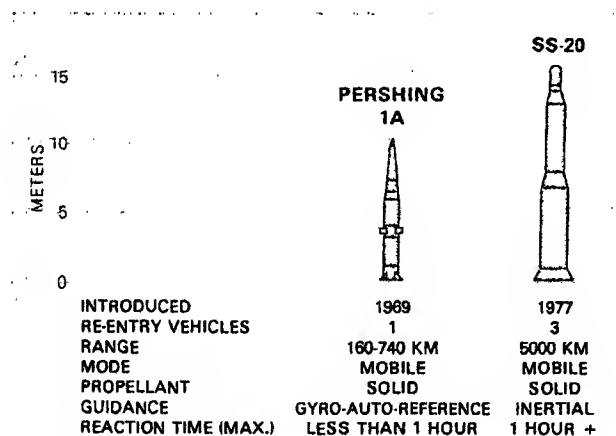 SS-20
15
PERSHING
1A
10
METERS
5
0
INTRODUCED 1969 1977
RE-ENTRY VEHICLES 1 3
RANGE 160-740 KM 5000 KM
MODE MOBILE MOBILE
PROPELLANT SOLID SOLID
GUIDANCE GYRO-AUTO-REFERENCE INERTIAL
REACTION TIME (MAX.) LESS THAN 1 HOUR 1 HOUR +